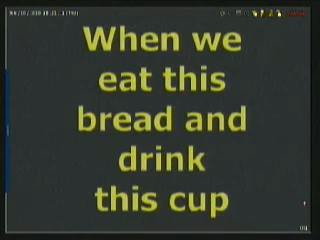 When we
eat this
bread and
drink
this cup